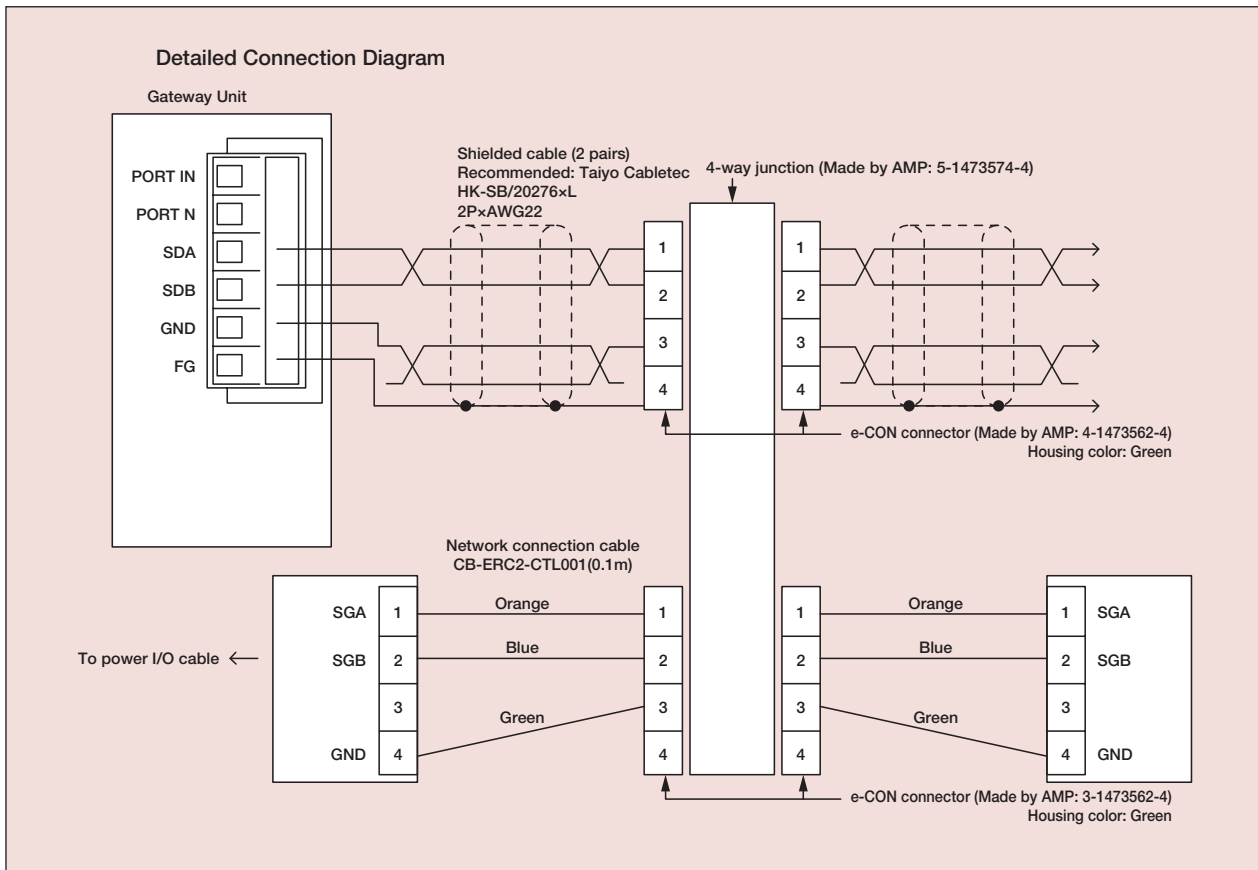 Detailed Connection Diagram
Gateway Unit
PORT IN
PORT N
SDA
SDB
GND
FG
Shielded cable (2 pairs)
Recommended: Taiyo Cabletec
HK-SB/20276×L
2P×AWG22
4-way junction (Made by AMP: 5-1473574-4)
1
2
3
4
1
2
3
4
e-CON connector (Made by AMP: 4-1473562-4)
Housing color: Green
Network connection cable
CB-ERC2-CTL001(0.1m)
To power I/O cable
SGA
SGB
GND
1
2
3
4
Orange
Blue
Green
1
2
3
4
1
2
3
4
Orange
Blue
Green
1
2
3
4
SGA
SGB
GND
e-CON connector (Made by AMP: 3-1473562-4)
Housing color: Green